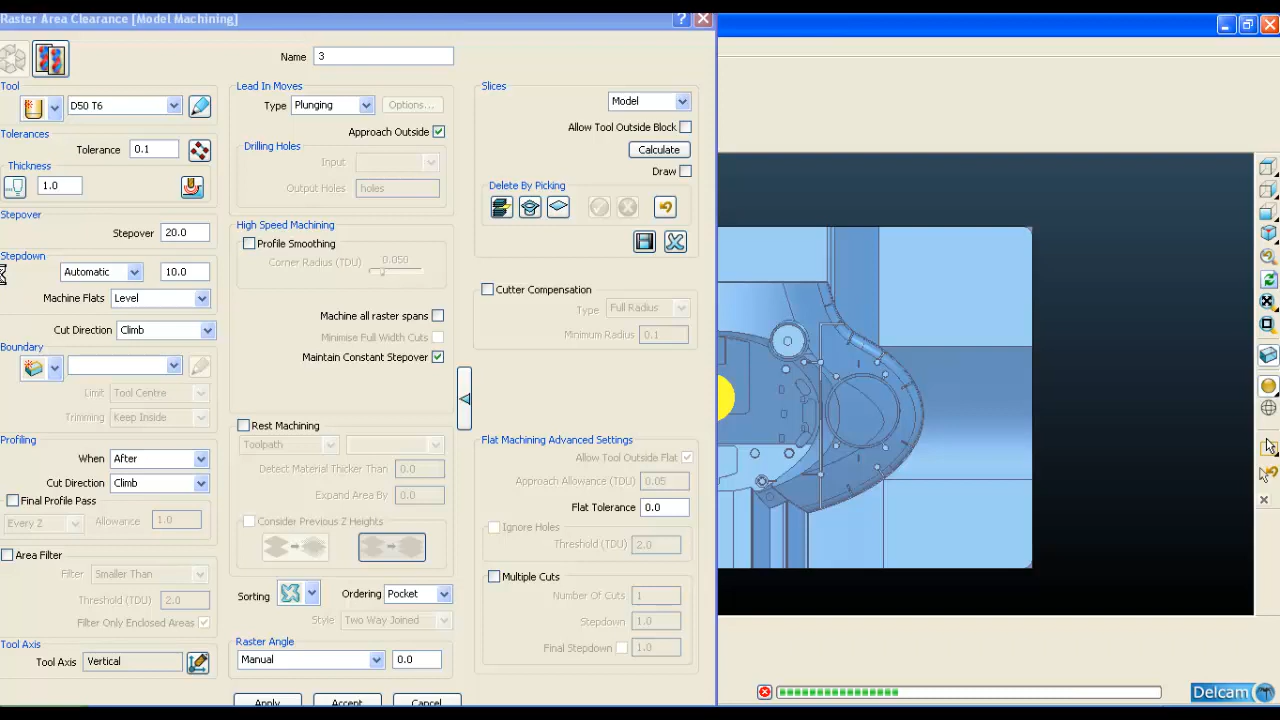 Raster Area Clearance [Model Machining]
?
Name 3
Tool
D50 T6
Tolerances
Tolerance 0.1
Thickness
1.0
Stepover
Stepover 20.0
Stepdown
Automatic 10.0
Machine Flats Level
Cut Direction Climb
Boundary
Limit Tool Centre
Trimming Keep Inside
Profiling
When After
Cut Direction Climb
Final Profile Pass
Every Z Allowance 1.0
Area Filter
Filter Smaller Than
Threshold (TDU) 2.0
Filter Only Enclosed Areas
Tool Axis
Tool Axis Vertical
Lead In Moves
Type Plunging Options...
Approach Outside
Drilling Holes
Input
Output Holes holes
High Speed Machining
Profile Smoothing
Corner Radius (TDU) 0.050
Machine all raster spans
Minimise Full Width Cuts
Maintain Constant Stepover
Rest Machining
Toolpath
Detect Material Thicker Than 0.0
Expand Area By 0.0
Consider Previous Z Heights
Sorting Ordering Pocket
Style Two Way Joined
Raster Angle
Manual 0.0
Apply Accept Cancel
Slices
Model
Allow Tool Outside Block
Calculate
Draw
Delete By Picking
Cutter Compensation
Type Full Radius
Minimum Radius 0.1
Flat Machining Advanced Settings
Allow Tool Outside Flat
Approach Allowance (TDU) 0.05
Flat Tolerance 0.0
Ignore Holes
Threshold (TDU) 2.0
Multiple Cuts
Number Of Cuts 1
Stepdown 1.0
Final Stepdown 1.0
Delcam